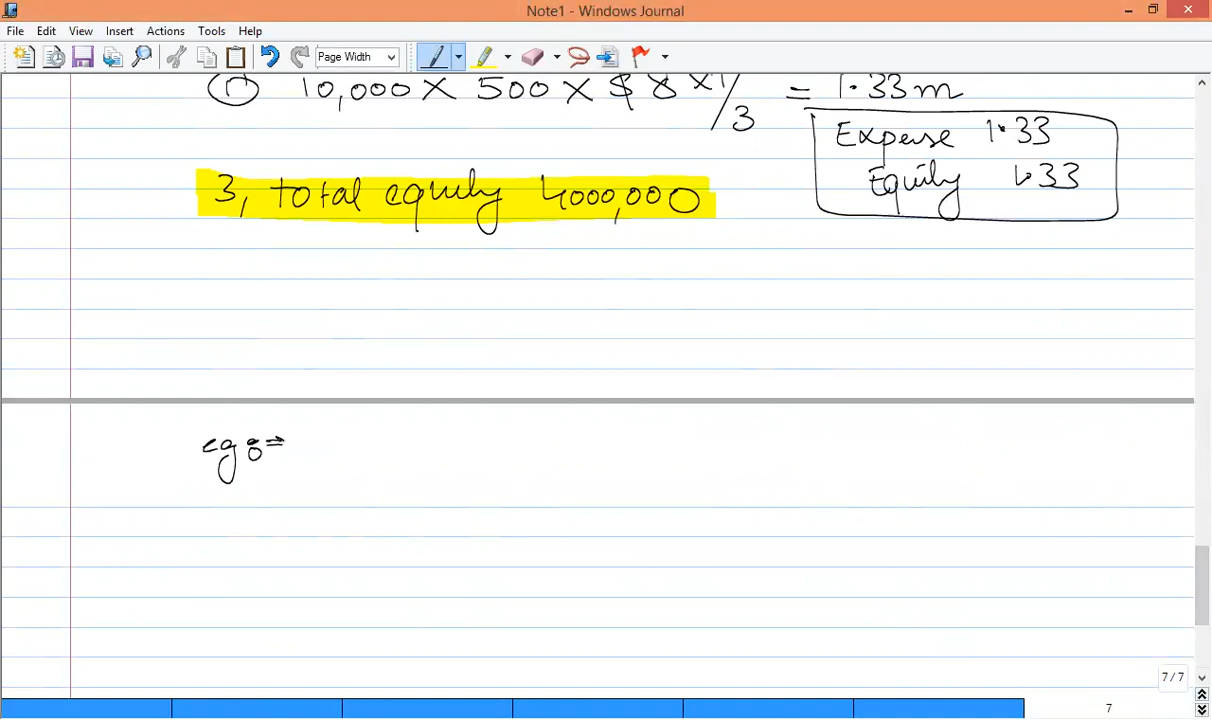 Note1 - Windows Journal
File Edit View Insert Actions Tools Help
Page Width
10,000 X 500 X $ 8 X 1/3 = 1.33m
Expense 1.33
Equity 1.33
3, total equity 4000,000
eg
7/7
7